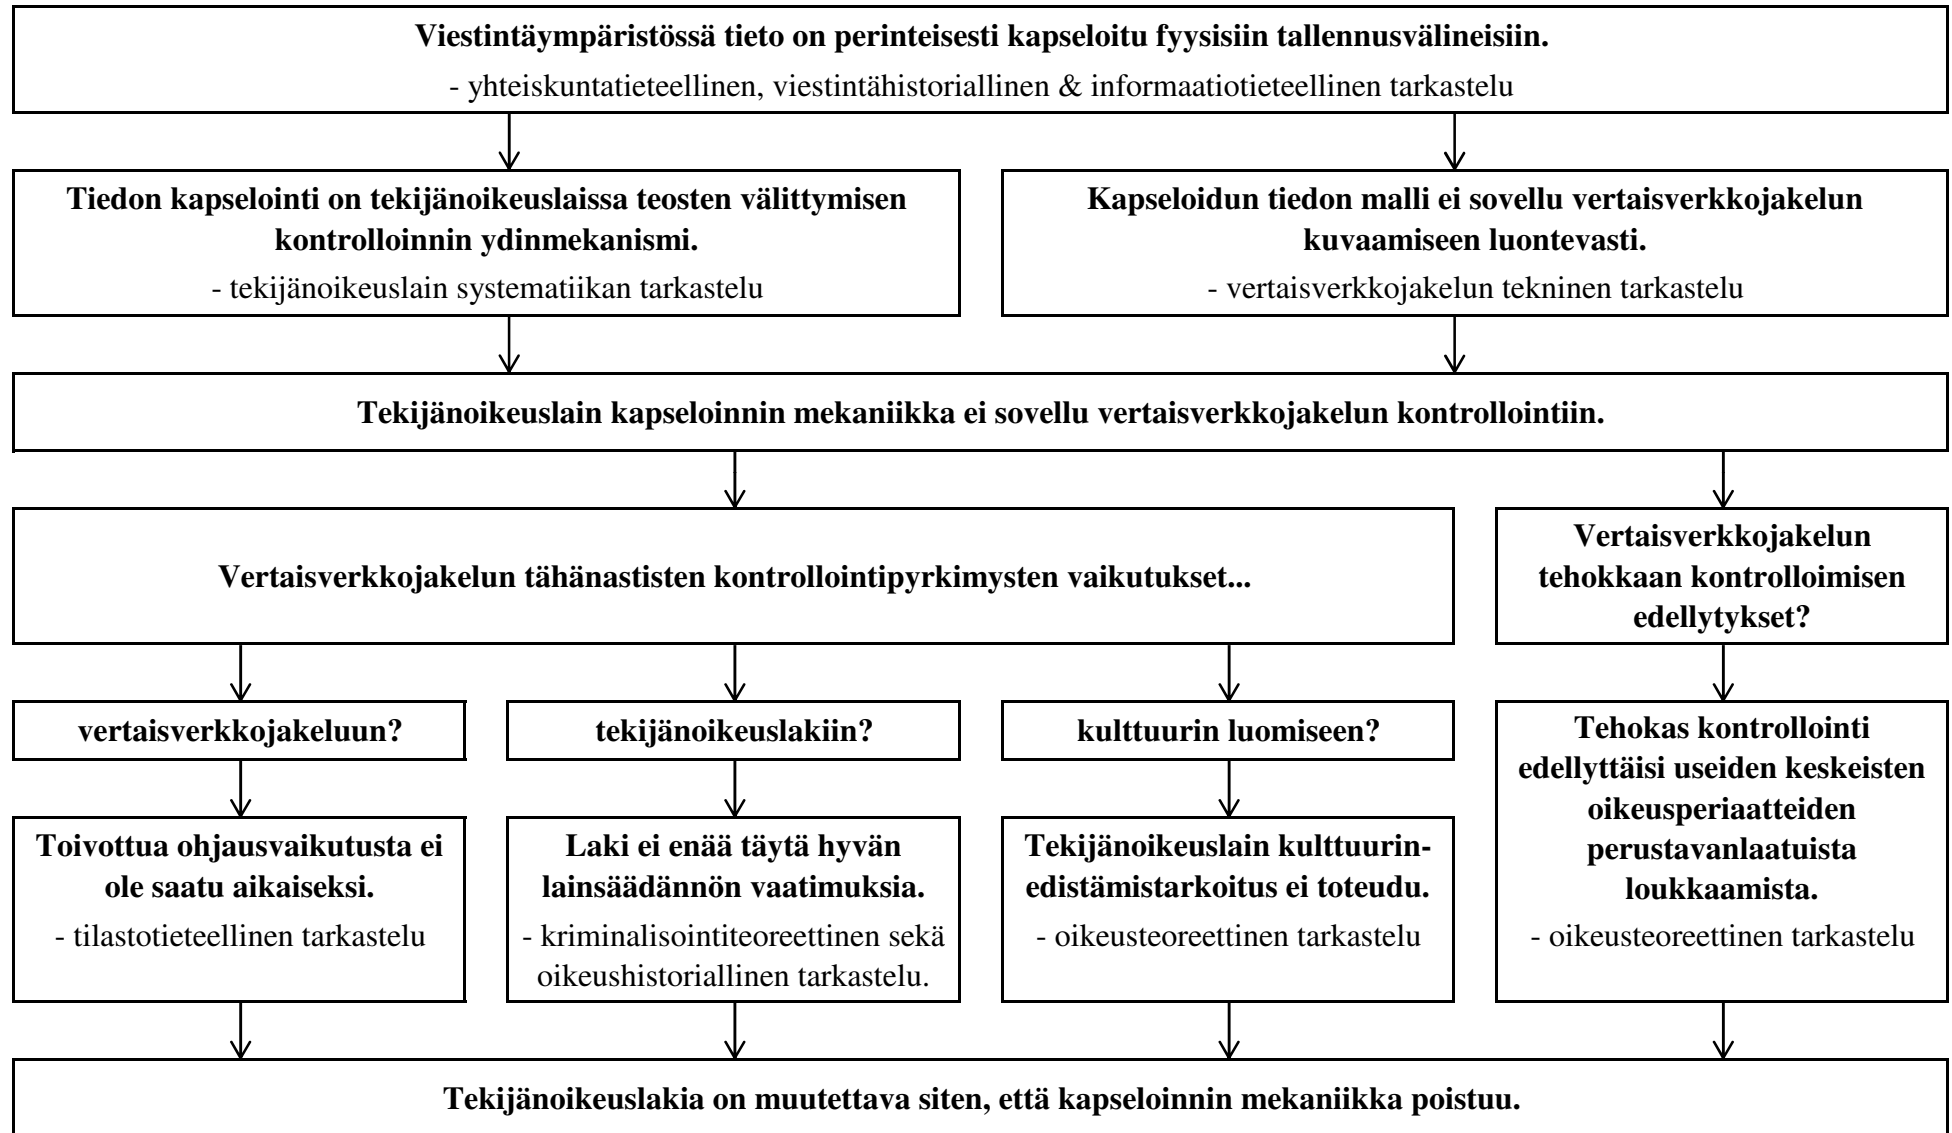 Viestintäympäristössä tieto on perinteisesti kapseloitu fyysisiin tallennusvälineisiin.
- yhteiskuntatieteellinen, viestintähistoriallinen & informaatiotieteellinen tarkastelu
Tiedon kapselointi on tekijänoikeuslaissa teosten välittymisen
kontrolloinnin ydinmekanismi.
- tekijänoikeuslain systematiikan tarkastelu
Kapseloidun tiedon malli ei sovellu vertaisverkkojakelun
kuvaamiseen luontevasti.
- vertaisverkkojakelun tekninen tarkastelu
Tekijänoikeuslain kapseloinnin mekaniikka ei sovellu vertaisverkkojakelun kontrollointiin.
Vertaisverkkojakelun tähänastisten kontrollointipyrkimysten vaikutukset...
Vertaisverkkojakelun
tehokkaan kontrolloimisen
edellytykset?
vertaisverkkojakeluun?
tekijänoikeuslakiin?
kulttuurin luomiseen?
Tehokas kontrollointi
edellyttäisi useiden keskeisten
oikeusperiaatteiden
perustavanlaatuista
loukkaamista.
- oikeusteoreettinen tarkastelu
Toivottua ohjausvaikutusta ei
ole saatu aikaiseksi.
- tilastotieteellinen tarkastelu
Laki ei enää täytä hyvän
lainsäädännön vaatimuksia.
- kriminalisointiteoreettinen sekä
oikeushistoriallinen tarkastelu.
Tekijänoikeuslain kulttuurin-
edistämistarkoitus ei toteudu.
- oikeusteoreettinen tarkastelu
Tekijänoikeuslakia on muutettava siten, että kapseloinnin mekaniikka poistuu.